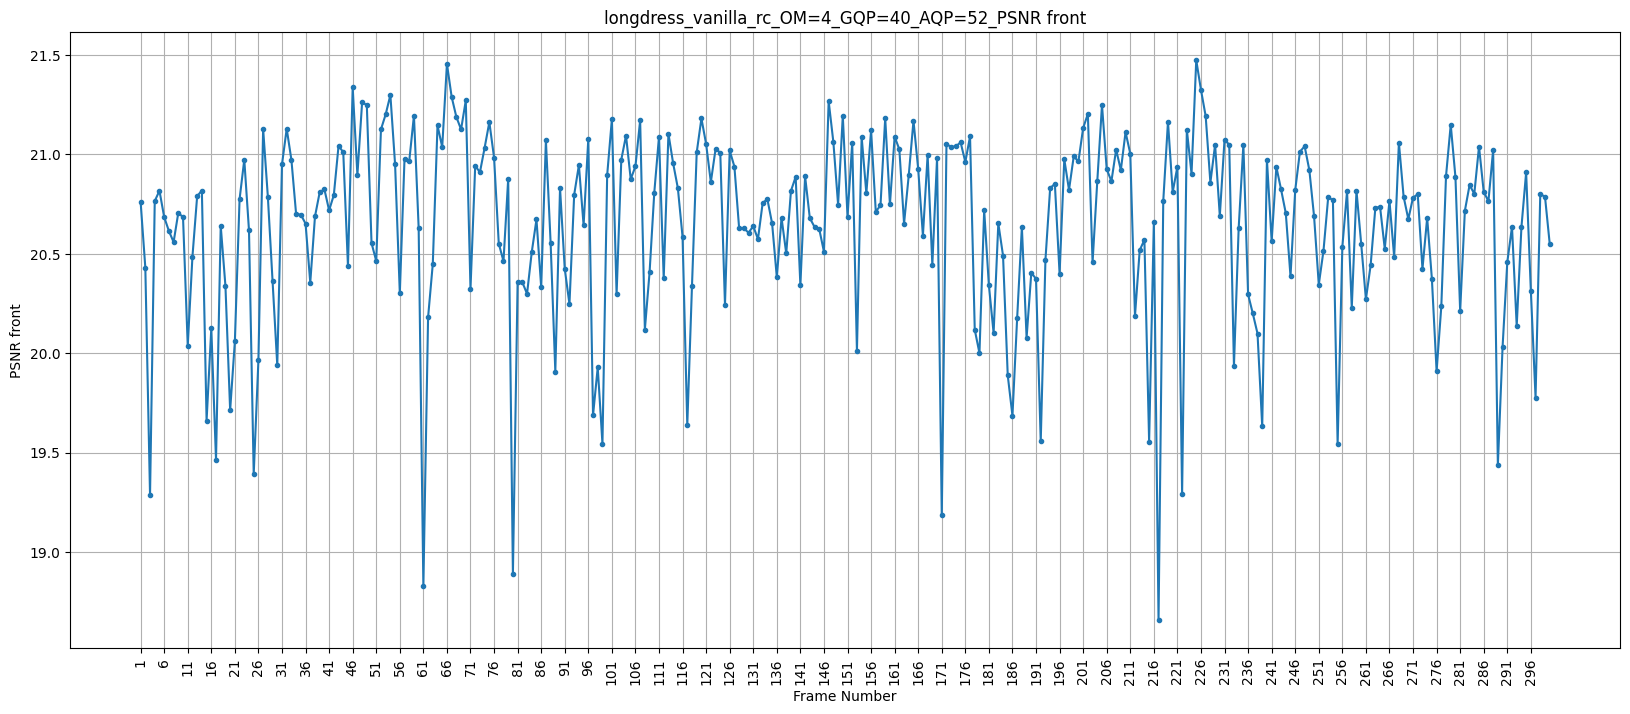 longdress_vanilla_rc_OM=4_GQP=40_AQP=52_PSNR front
21.5
21.0
20.5
20.0
19.5
19.0
PSNR front
1 6 11 16 21 26 31 36 41 46 51 56 61 66 71 76 81 86 91 96 101 106 111 116 121 126 131 136 141 146 151 156 161 166 171 176 181 186 191 196 201 206 211 216 221 226 231 236 241 246 251 256 261 266 271 276 281 286 291 296
Frame Number